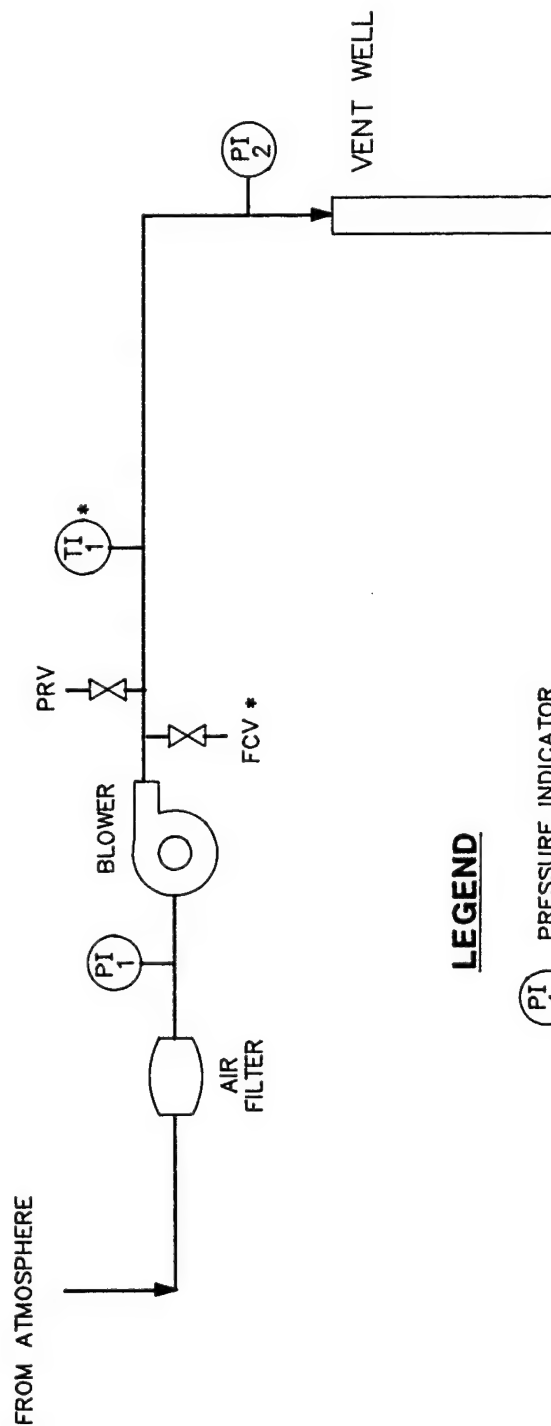 FROM ATMOSPHERE
AIR
FILTER
PI
1
BLOWER
PRV
FCV *
TI
1
*
PI
2
VENT WELL
LEGEND
PI
PRESSURE INDICATOR